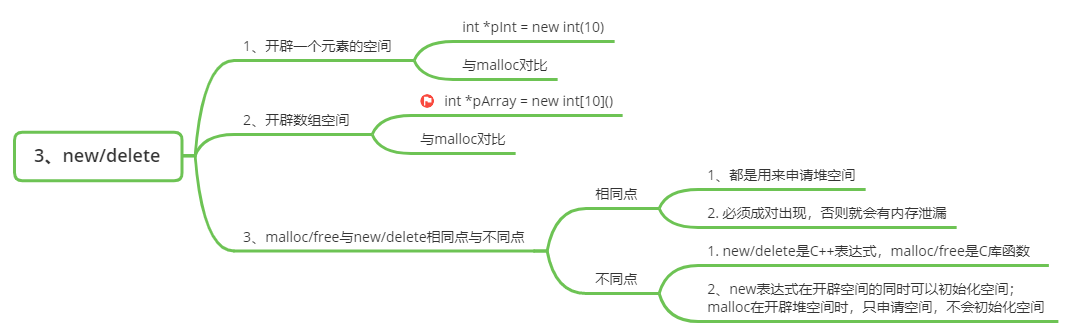 3、new/delete
1、开辟一个元素的空间
int *pInt = new int(10)
与malloc对比
2、开辟数组空间
int *pArray = new int[10]()
与malloc对比
3、malloc/free与new/delete相同点与不同点
相同点
1、都是用来申请堆空间
2. 必须成对出现，否则就会有内存泄漏
不同点
1. new/delete是C++表达式，malloc/free是C库函数
2、new表达式在开辟空间的同时可以初始化空间；
malloc在开辟堆空间时，只申请空间，不会初始化空间